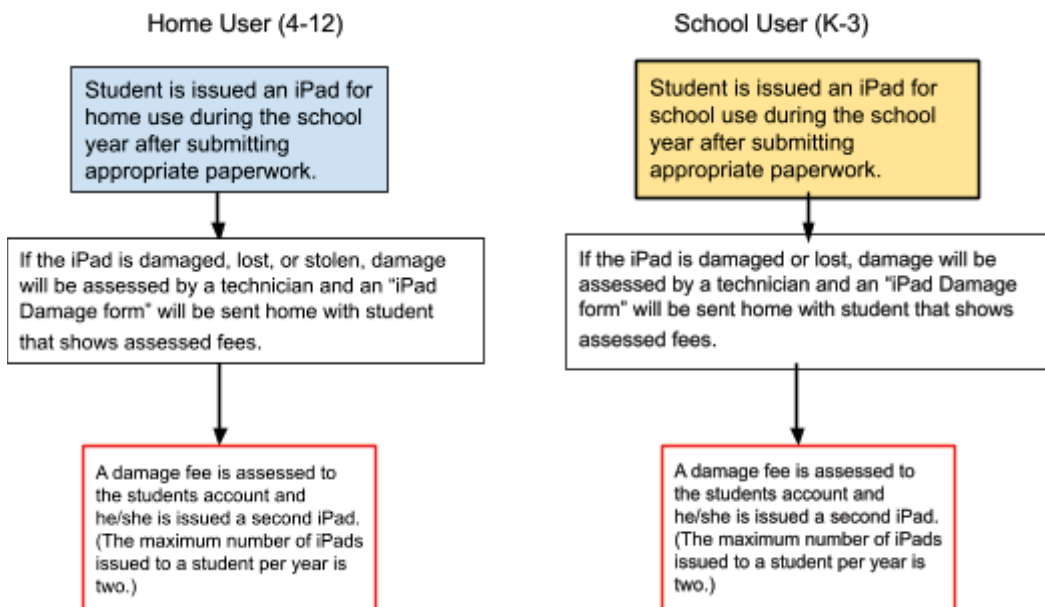 Home User (4-12)
Student is issued an iPad for
home use during the school
year after submitting
appropriate paperwork.
If the iPad is damaged, lost, or stolen, damage
will be assessed by a technician and an “iPad
Damage form” will be sent home with student
that shows assessed fees.
A damage fee is assessed to
the students account and
he/she is issued a second iPad.
(The maximum number of iPads
issued to a student per year is
two.)
School User (K-3)
Student is issued an iPad for
school use during the school
year after submitting
appropriate paperwork.
If the iPad is damaged or lost, damage will be
assessed by a technician and an “iPad Damage
form” will be sent home with student that shows
assessed fees.
A damage fee is assessed to
the students account and
he/she is issued a second iPad.
(The maximum number of iPads
issued to a student per year is
two.)